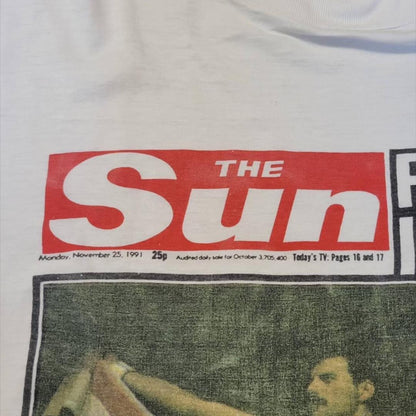 THE
Sun
Monday, November 25, 1991 25p Audited daily sale for October 3,705,400 Today's TV: Pages 16 and 17